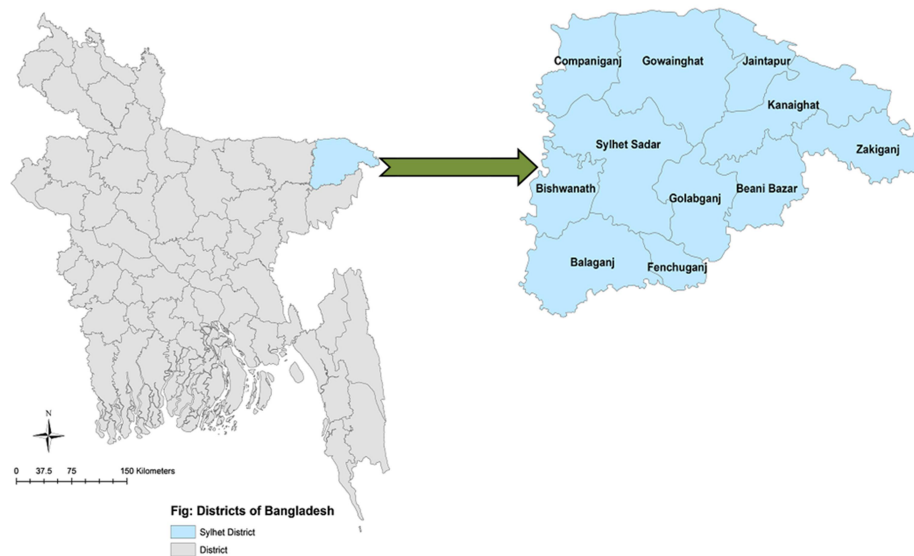 Companiganj
Gowainghat
Jaintapur
Kanaighat
Sylhet Sadar
Zakiganj
Bishwanath
Golabganj
Beani Bazar
Balaganj
Fenchuganj
N
0 37.5 75 150 Kilometers
Fig: Districts of Bangladesh
Sylhet District
District